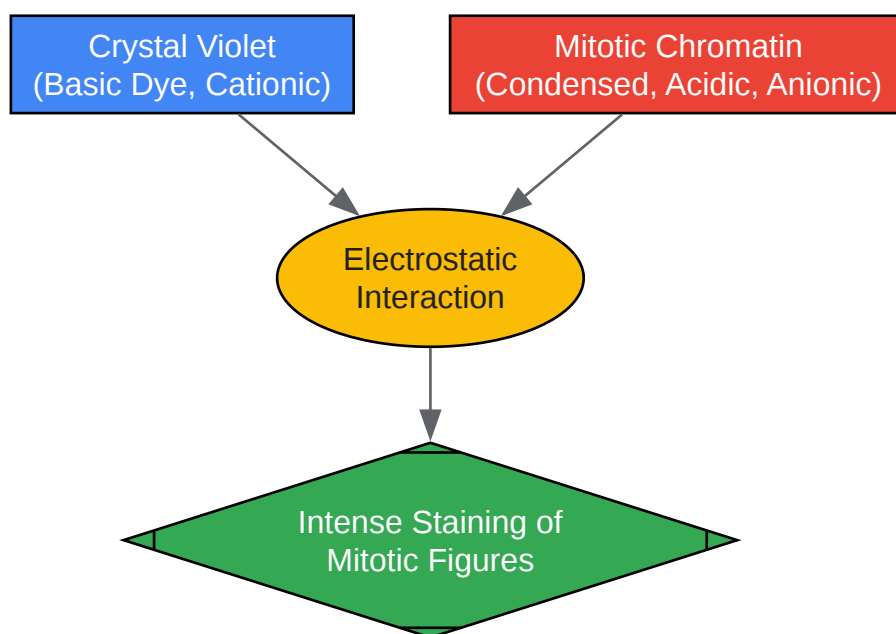 Crystal Violet
(Basic Dye, Cationic)
Mitotic Chromatin
(Condensed, Acidic, Anionic)
Electrostatic
Interaction
Intense Staining of
Mitotic Figures